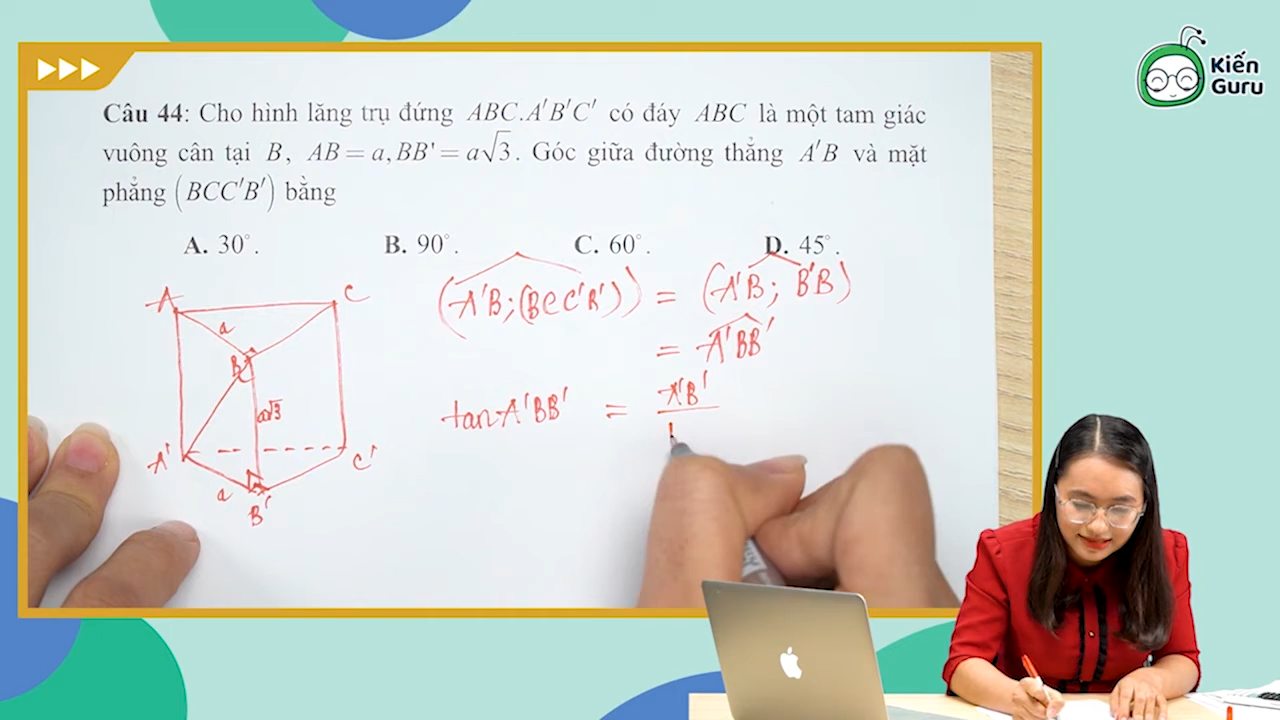 Kiến
Guru
Câu 44: Cho hình lăng trụ đứng ABC.A'B'C' có đáy ABC là một tam giác
vuông cân tại B, AB = a, BB' = a√3. Góc giữa đường thẳng A'B và mặt
phẳng (BCC'B') bằng
A. 30°. B. 90°. C. 60°. D. 45°.
(A'B; (BCC'B')) = (A'B; B'B)
= A'BB'
tan A'BB' = A'B'
A
C
a
B
a√3
A'
C'
a
B'